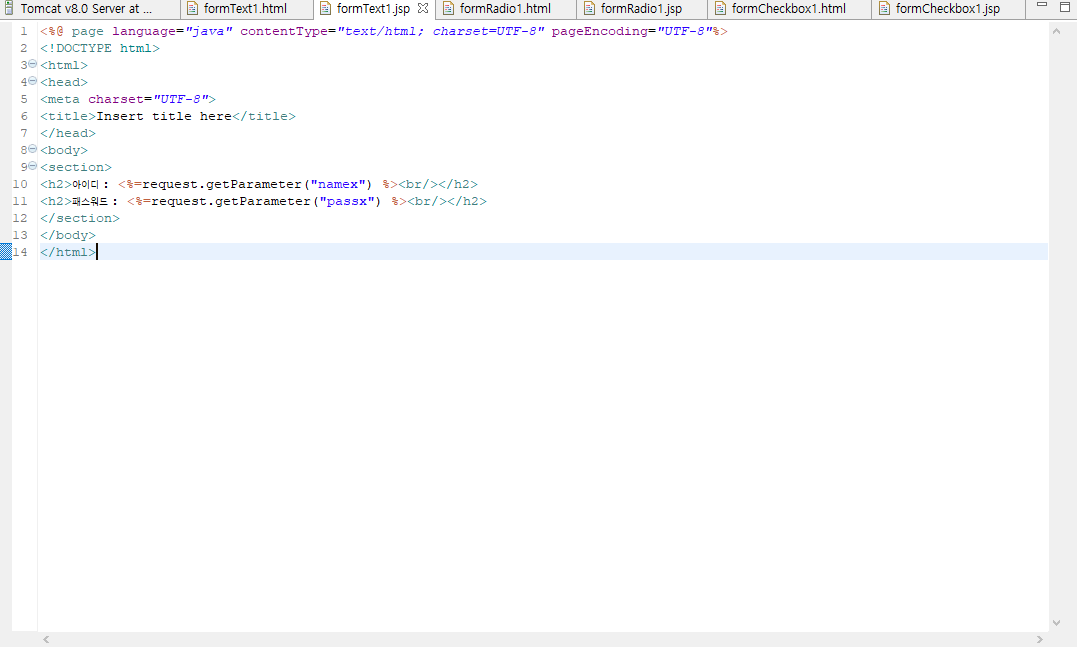 Tomcat v8.0 Server at ... formText1.html formText1.jsp formRadio1.html formRadio1.jsp formCheckbox1.html formCheckbox1.jsp
1 <%@ page language="java" contentType="text/html; charset=UTF-8" pageEncoding="UTF-8"%>
2 <!DOCTYPE html>
3 <html>
4 <head>
5 <meta charset="UTF-8">
6 <title>Insert title here</title>
7 </head>
8 <body>
9 <section>
10 <h2>아이디 : <%=request.getParameter("namex") %><br/></h2>
11 <h2>패스워드 : <%=request.getParameter("passx") %><br/></h2>
12 </section>
13 </body>
14 </html>